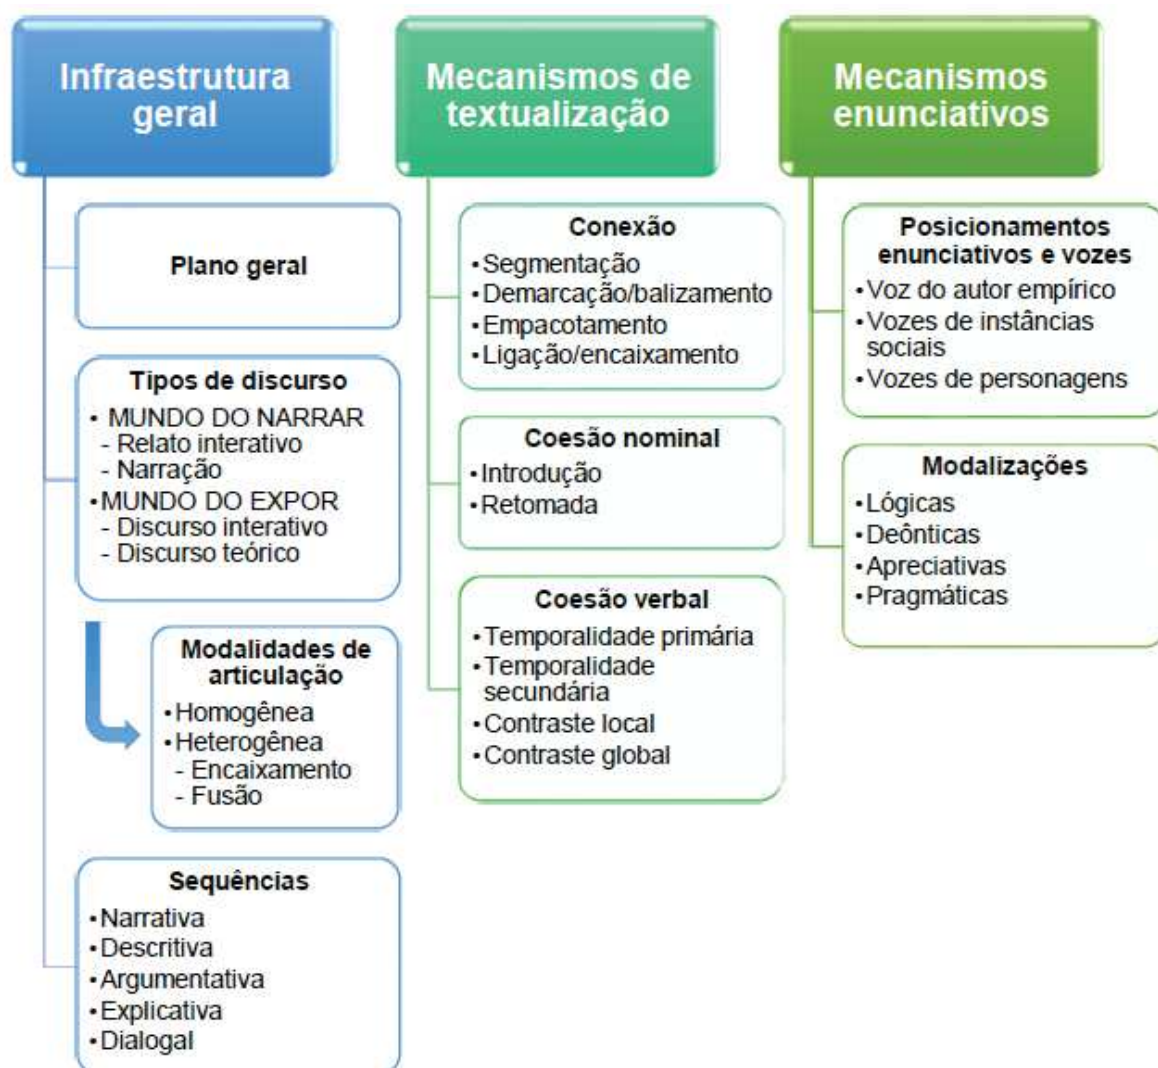 Infraestrutura
geral
Plano geral
Tipos de discurso
• MUNDO DO NARRAR
- Relato interativo
- Narração
•MUNDO DO EXPOR
- Discurso interativo
- Discurso teórico
Modalidades de
articulação
•Homogênea
•Heterogênea
- Encaixamento
- Fusão
Sequências
•Narrativa
•Descritiva
•Argumentativa
•Explicativa
•Dialogal
Mecanismos de
textualização
Conexão
•Segmentação
•Demarcação/balizamento
•Empacotamento
•Ligação/encaixamento
Coesão nominal
•Introdução
•Retomada
Coesão verbal
•Temporalidade primária
•Temporalidade
secundária
•Contraste local
•Contraste global
Mecanismos
enunciativos
Posicionamentos
enunciativos e vozes
•Voz do autor empírico
•Vozes de instâncias
sociais
•Vozes de personagens
Modalizações
•Lógicas
•Deônticas
•Apreciativas
•Pragmáticas